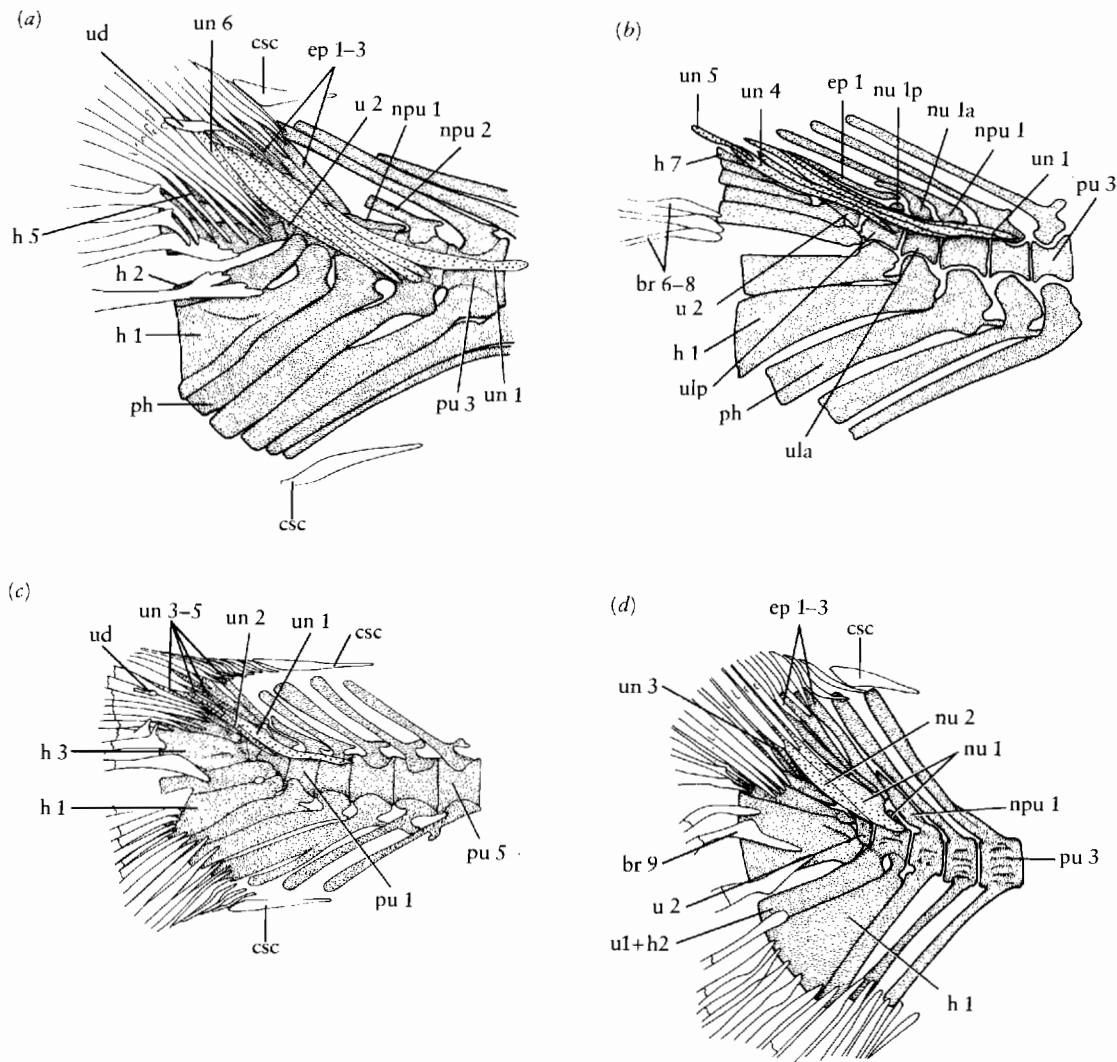 (a)
ud
un 6
csc
ep 1–3
u 2
npu 1
npu 2
h 5
h 2
h 1
ph
pu 3
un 1
csc
(b)
un 5
un 4
ep 1
nu 1p
nu 1a
npu 1
un 1
pu 3
h 7
br 6–8
u 2
h 1
ulp
ph
ula
(c)
ud
un 3–5
un 2
un 1
csc
h 3
h 1
pu 5
pu 1
csc
(d)
ep 1–3
csc
un 3
nu 2
nu 1
npu 1
pu 3
br 9
u 2
u1+h2
h 1